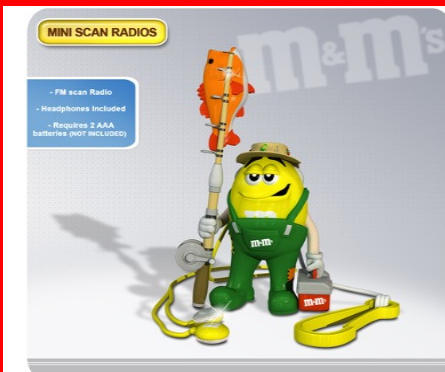 MINI SCAN RADIOS
m&m's
- FM scan Radio
- Headphones Included
- Requires 2 AAA
batteries (NOT INCLUDED)
m&m's
m&m's